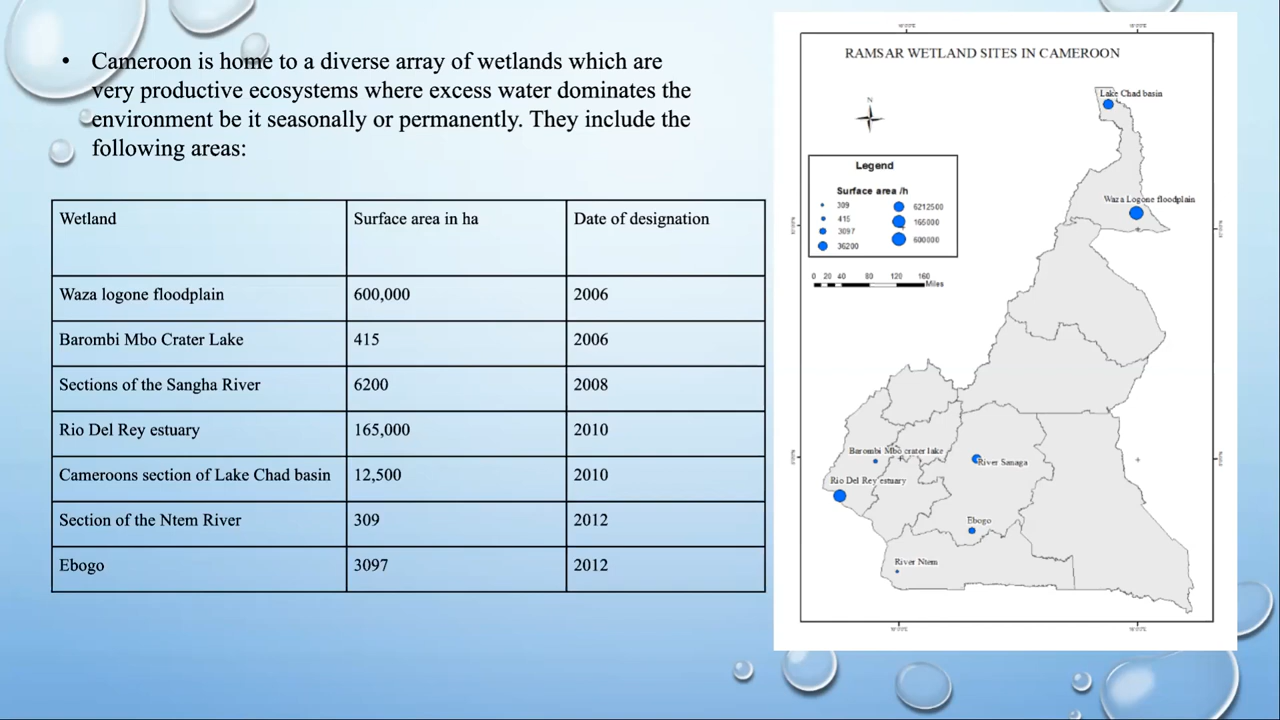 • Cameroon is home to a diverse array of wetlands which are
very productive ecosystems where excess water dominates the
environment be it seasonally or permanently. They include the
following areas:
Wetland Surface area in ha Date of designation
Waza logone floodplain 600,000 2006
Barombi Mbo Crater Lake 415 2006
Sections of the Sangha River 6200 2008
Rio Del Rey estuary 165,000 2010
Cameroons section of Lake Chad basin 12,500 2010
Section of the Ntem River 309 2012
Ebogo 3097 2012
RAMSAR WETLAND SITES IN CAMEROON
Lake Chad basin
N
Legend
Surface area /h
309 6212500
415 165000
3097
36200 600000
Waza Logone floodplain
0 20 40 80 120 160
Miles
Barombi Mbo crater lake
River Sanaga
Rio Del Rey estuary
Ebogo
River Ntem